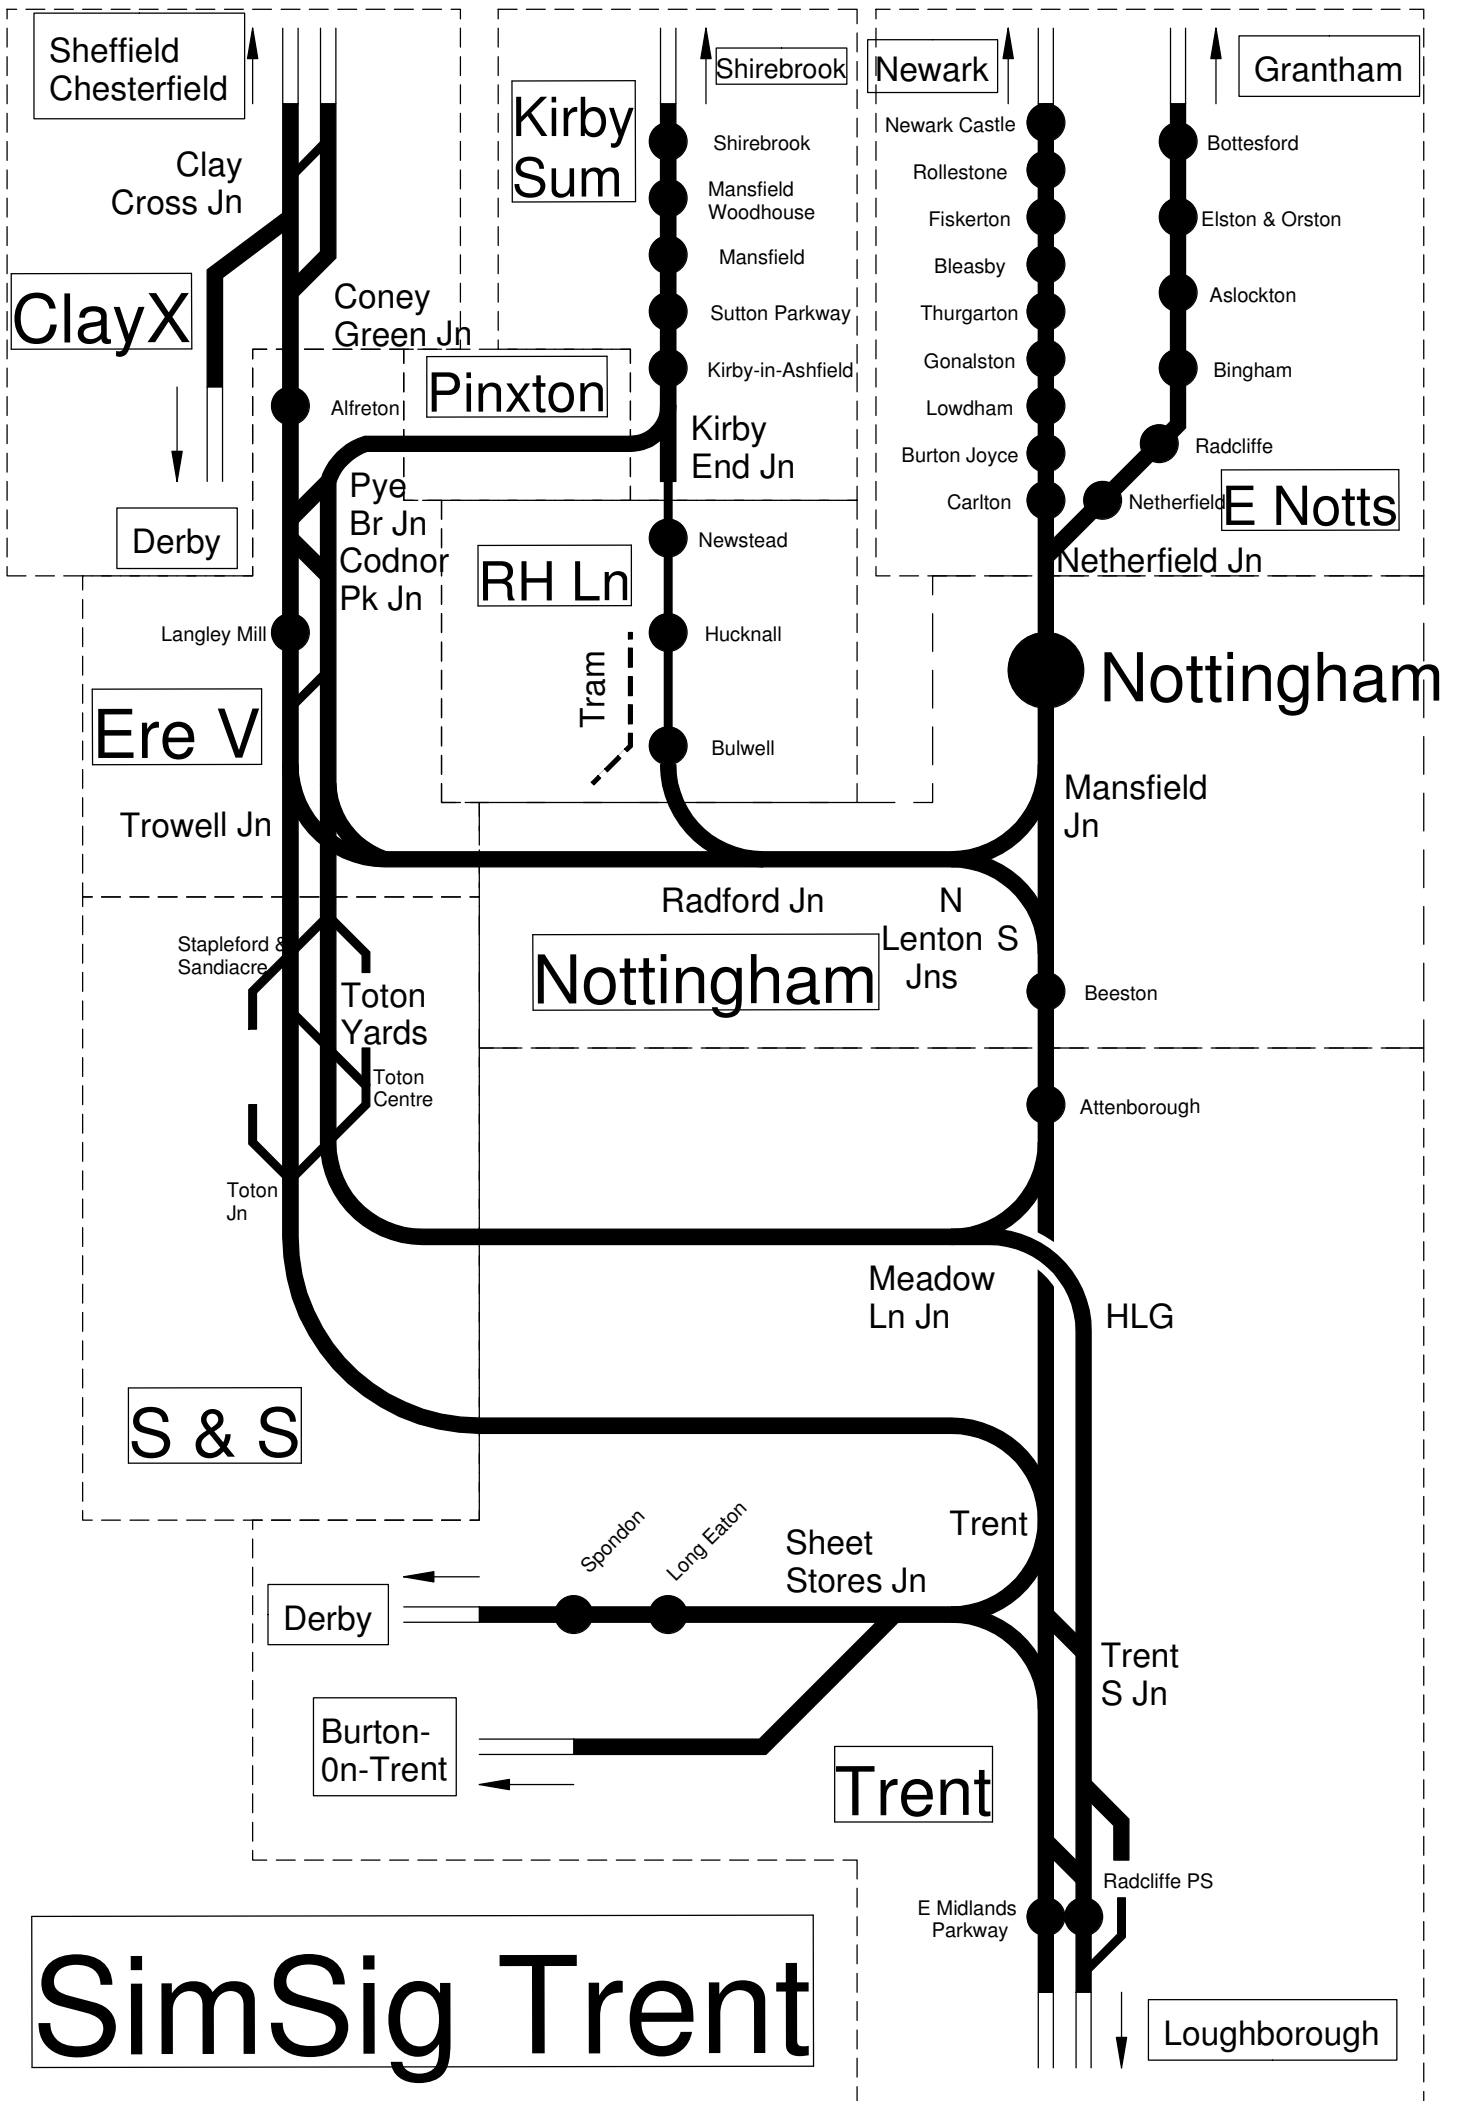 Sheffield
Chesterfield
Shirebrook
Newark
Grantham
Kirby
Sum
Clay
Cross Jn
ClayX
Coney
Green Jn
Shirebrook
Mansfield
Woodhouse
Mansfield
Sutton Parkway
Kirby-in-Ashfield
Newark Castle
Rollestone
Fiskerton
Bleasby
Thurgarton
Gonalston
Lowdham
Burton Joyce
Carlton
Bottesford
Elston & Orston
Aslockton
Bingham
Radcliffe
Netherfield
E Notts
Netherfield Jn
Alfreton
Pinxton
Kirby
End Jn
Pye
Br Jn
Codnor
Pk Jn
Derby
RH Ln
Newstead
Hucknall
Tram
Bulwell
Langley Mill
Ere V
Nottingham
Trowell Jn
Mansfield
Jn
Radford Jn
N
Lenton S
Jns
Nottingham
Stapleford &
Sandiacre
Toton
Yards
Toton
Centre
Beeston
Attenborough
Toton
Jn
Meadow
Ln Jn
HLG
S & S
Spondon
Long Eaton
Sheet
Stores Jn
Trent
Derby
Trent
S Jn
Burton-
0n-Trent
Trent
Radcliffe PS
E Midlands
Parkway
SimSig Trent
Loughborough